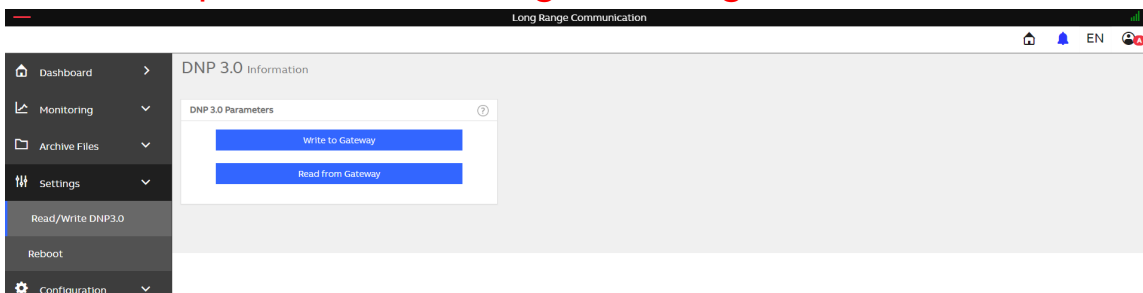 Long Range Communication
EN
A
Dashboard
DNP 3.0 Information
Monitoring
DNP 3.0 Parameters
?
Write to Gateway
Archive Files
Read from Gateway
Settings
Read/Write DNP3.0
Reboot
Configuration